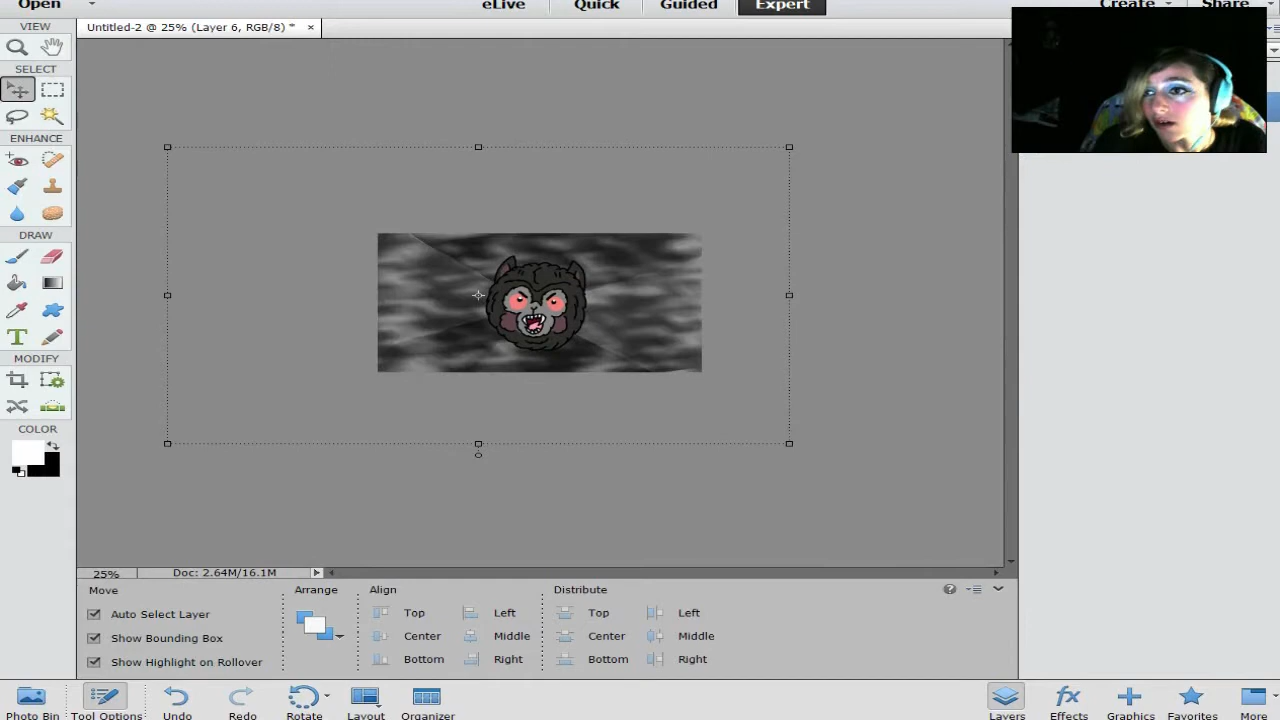 Open
eLive Quick Guided Expert
Create Share
VIEW
Untitled-2 @ 25% (Layer 6, RGB/8) * ×
SELECT
ENHANCE
DRAW
T
MODIFY
COLOR
25% Doc: 2.64M/16.1M
Move Arrange Align Distribute
Auto Select Layer Top Left Top Left
Show Bounding Box Center Middle Center Middle
Show Highlight on Rollover Bottom Right Bottom Right
Photo Bin Tool Options Undo Redo Rotate Layout Organizer Layers fx Effects Graphics Favorites More